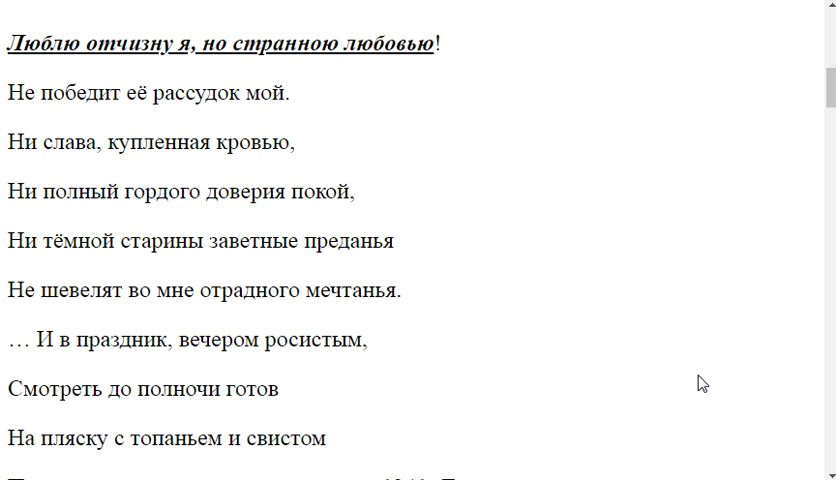 Люблю отчизну я, но странною любовью!
Не победит её рассудок мой.
Ни слава, купленная кровью,
Ни полный гордого доверия покой,
Ни тёмной старины заветные преданья
Не шевелят во мне отрадного мечтанья.
… И в праздник, вечером росистым,
Смотреть до полночи готов
На пляску с топаньем и свистом